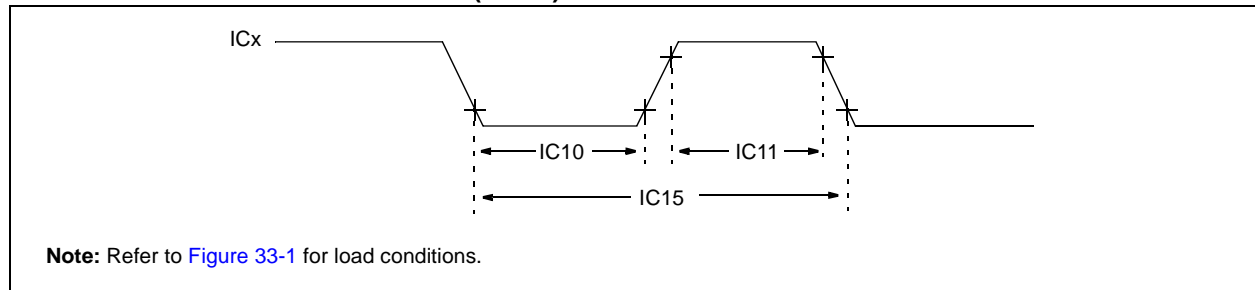 ICx
IC10
IC11
IC15
Note: Refer to Figure 33-1 for load conditions.